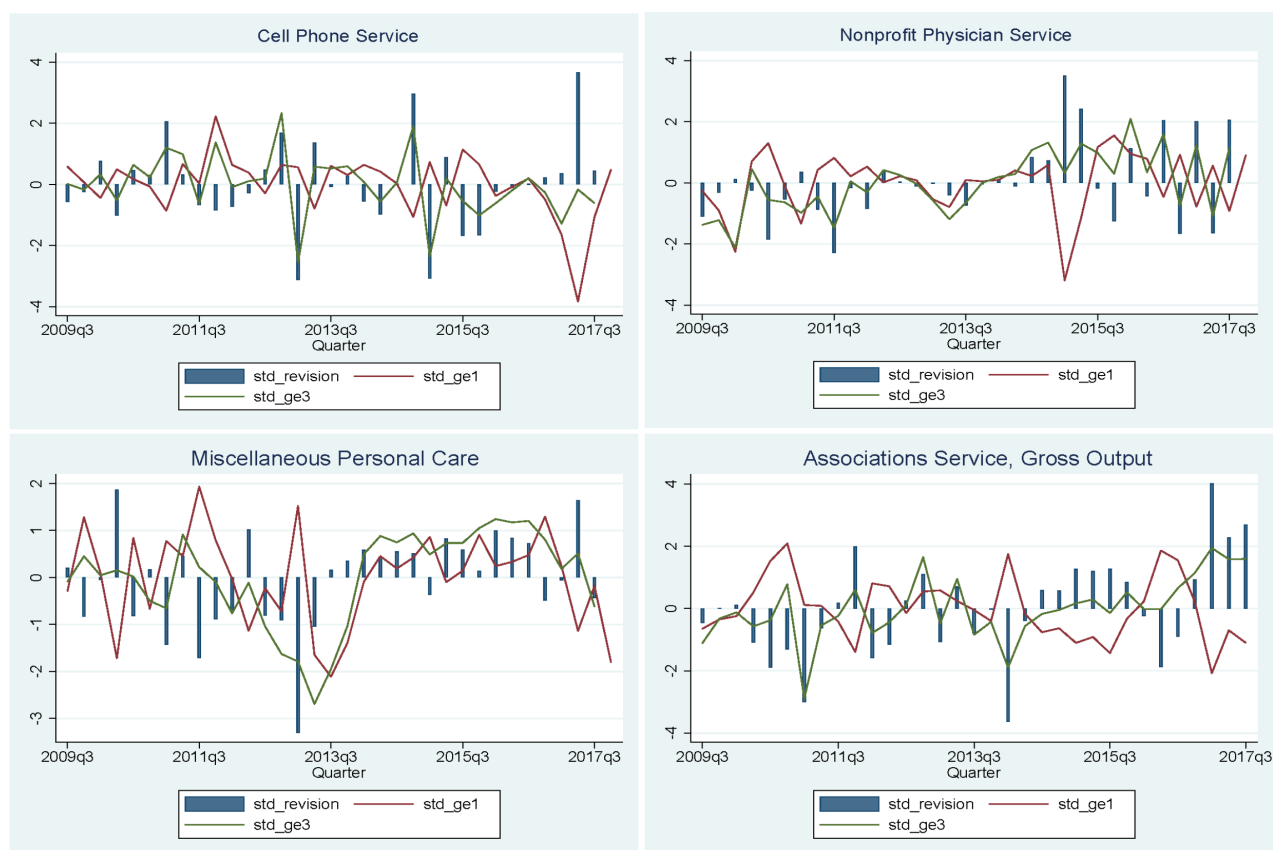 Cell Phone Service
4
2
0
-2
-4
2009q3 2011q3 2013q3 2015q3 2017q3
Quarter
std_revision std_ge1
std_ge3
Nonprofit Physician Service
4
2
0
-2
-4
2009q3 2011q3 2013q3 2015q3 2017q3
Quarter
std_revision std_ge1
std_ge3
Miscellaneous Personal Care
2
1
0
-1
-2
-3
2009q3 2011q3 2013q3 2015q3 2017q3
Quarter
std_revision std_ge1
std_ge3
Associations Service, Gross Output
4
2
0
-2
-4
2009q3 2011q3 2013q3 2015q3 2017q3
Quarter
std_revision std_ge1
std_ge3